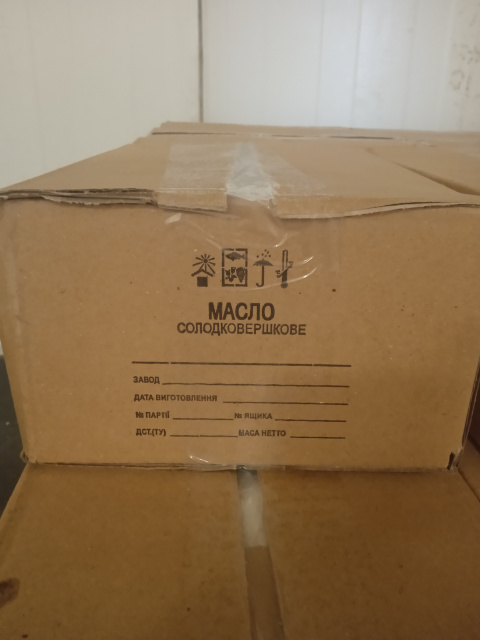 МАСЛО
СОЛОДКОВЕРШКОВЕ
ЗАВОД
ДАТА ВИГОТОВЛЕННЯ
№ ПАРТІЇ № ЯЩИКА
ДСТ.(ТУ) МАСА НЕТТО